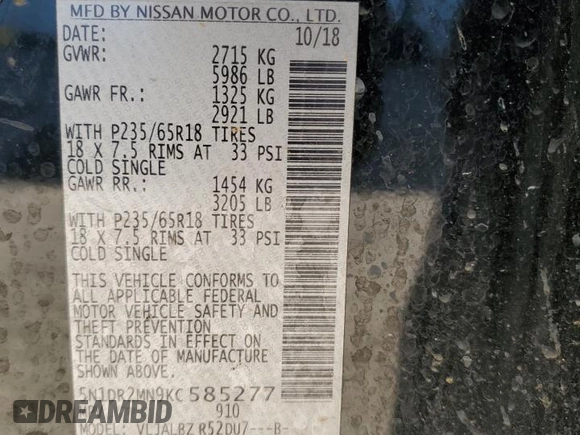 MFD BY NISSAN MOTOR CO., LTD.
DATE: 10/18
GVWR: 2715 KG
5986 LB
GAWR FR.: 1325 KG
2921 LB
WITH P235/65R18 TIRES
18 X 7.5 RIMS AT 33 PSI
COLD SINGLE
GAWR RR.: 1454 KG
3205 LB
WITH P235/65R18 TIRES
18 X 7.5 RIMS AT 33 PSI
COLD SINGLE
THIS VEHICLE CONFORMS TO
ALL APPLICABLE FEDERAL
MOTOR VEHICLE SAFETY AND
THEFT PREVENTION
STANDARDS IN EFFECT ON
THE DATE OF MANUFACTURE
SHOWN ABOVE.
5N1DR2MN9KC585277
910
MODEL: VLJALBZ R52DU7---B-
autobidcar